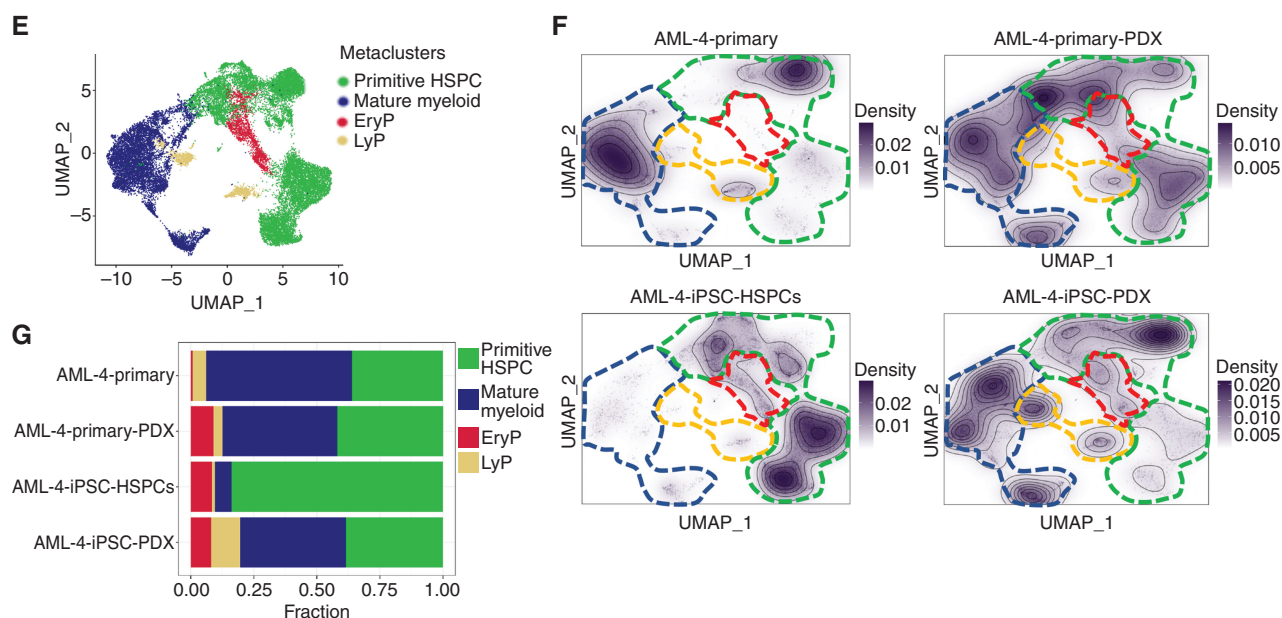 E
Metaclusters
Primitive HSPC
Mature myeloid
EryP
LyP
UMAP_2
5
0
−5
−10
−5
0
5
10
UMAP_1
F
AML-4-primary
UMAP_2
UMAP_1
Density
0.02
0.01
AML-4-primary-PDX
UMAP_2
UMAP_1
Density
0.010
0.005
AML-4-iPSC-HSPCs
UMAP_2
UMAP_1
Density
0.02
0.01
AML-4-iPSC-PDX
UMAP_2
UMAP_1
Density
0.020
0.015
0.010
0.005
G
AML-4-primary
AML-4-primary-PDX
AML-4-iPSC-HSPCs
AML-4-iPSC-PDX
0.00
0.25
0.50
0.75
1.00
Fraction
Primitive
HSPC
Mature
myeloid
EryP
LyP